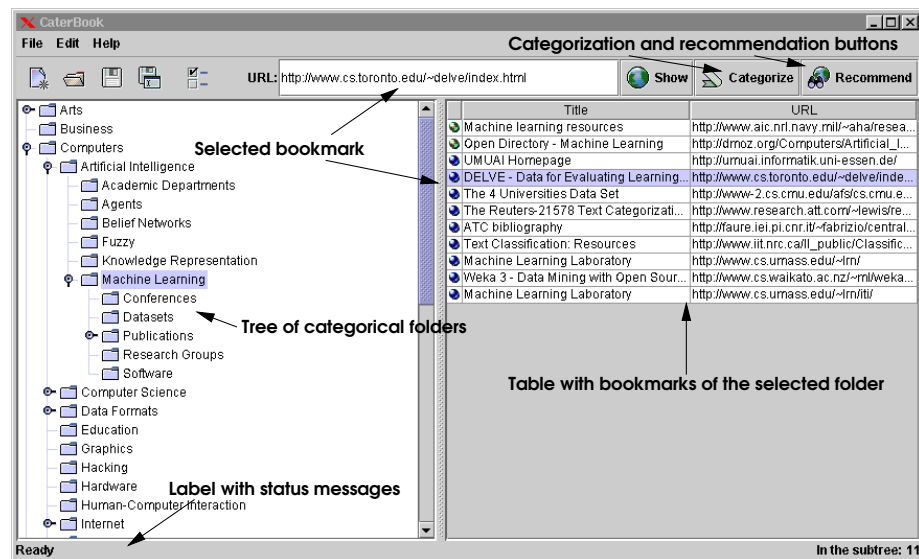 CaterBook
File Edit Help
Categorization and recommendation buttons
URL: http://www.cs.toronto.edu/~delve/index.html
Show
Categorize
Recommend
Arts
Business
Computers
Artificial Intelligence
Academic Departments
Agents
Belief Networks
Fuzzy
Knowledge Representation
Machine Learning
Conferences
Datasets
Publications
Research Groups
Software
Computer Science
Data Formats
Education
Graphics
Hacking
Hardware
Human-Computer Interaction
Internet
Selected bookmark
Tree of categorical folders
Label with status messages
Title URL
Machine learning resources http://www.aic.nrl.navy.mil/~aha/resea...
Open Directory - Machine Learning http://dmoz.org/Computers/Artificial_I...
UMUAI Homepage http://umuai.informatik.uni-essen.de/
DELVE - Data for Evaluating Learning... http://www.cs.toronto.edu/~delve/inde...
The 4 Universities Data Set http://www-2.cs.cmu.edu/afs/cs.cmu.e...
The Reuters-21578 Text Categorizati... http://www.research.att.com/~lewis/re...
ATC bibliography http://faure.iei.pi.cnr.it/~fabrizio/central...
Text Classification: Resources http://www.iit.nrc.ca/II_public/Classific...
Machine Learning Laboratory http://www.cs.umass.edu/~lrn/
Weka 3 - Data Mining with Open Sour... http://www.cs.waikato.ac.nz/~ml/weka...
Machine Learning Laboratory http://www.cs.umass.edu/~lrn/iti/
Table with bookmarks of the selected folder
Ready
In the subtree: 11